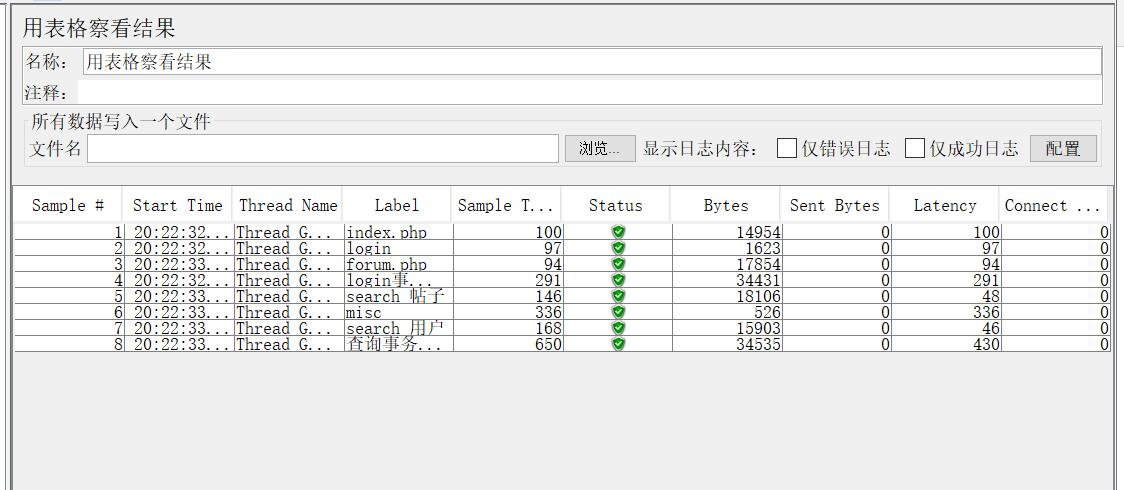 用表格察看结果
名称： 用表格察看结果
注释：
所有数据写入一个文件
文件名 浏览... 显示日志内容： 仅错误日志 仅成功日志 配置
Sample # Start Time Thread Name Label Sample T... Status Bytes Sent Bytes Latency Connect ...
1 20:22:32... Thread G... index.php 100 14954 0 100 0
2 20:22:32... Thread G... login 97 1623 0 97 0
3 20:22:33... Thread G... forum.php 94 17854 0 94 0
4 20:22:32... Thread G... login事... 291 34431 0 291 0
5 20:22:33... Thread G... search 帖子 146 18106 0 48 0
6 20:22:33... Thread G... misc 336 526 0 336 0
7 20:22:33... Thread G... search 用户 168 15903 0 46 0
8 20:22:33... Thread G... 查询事务... 650 34535 0 430 0